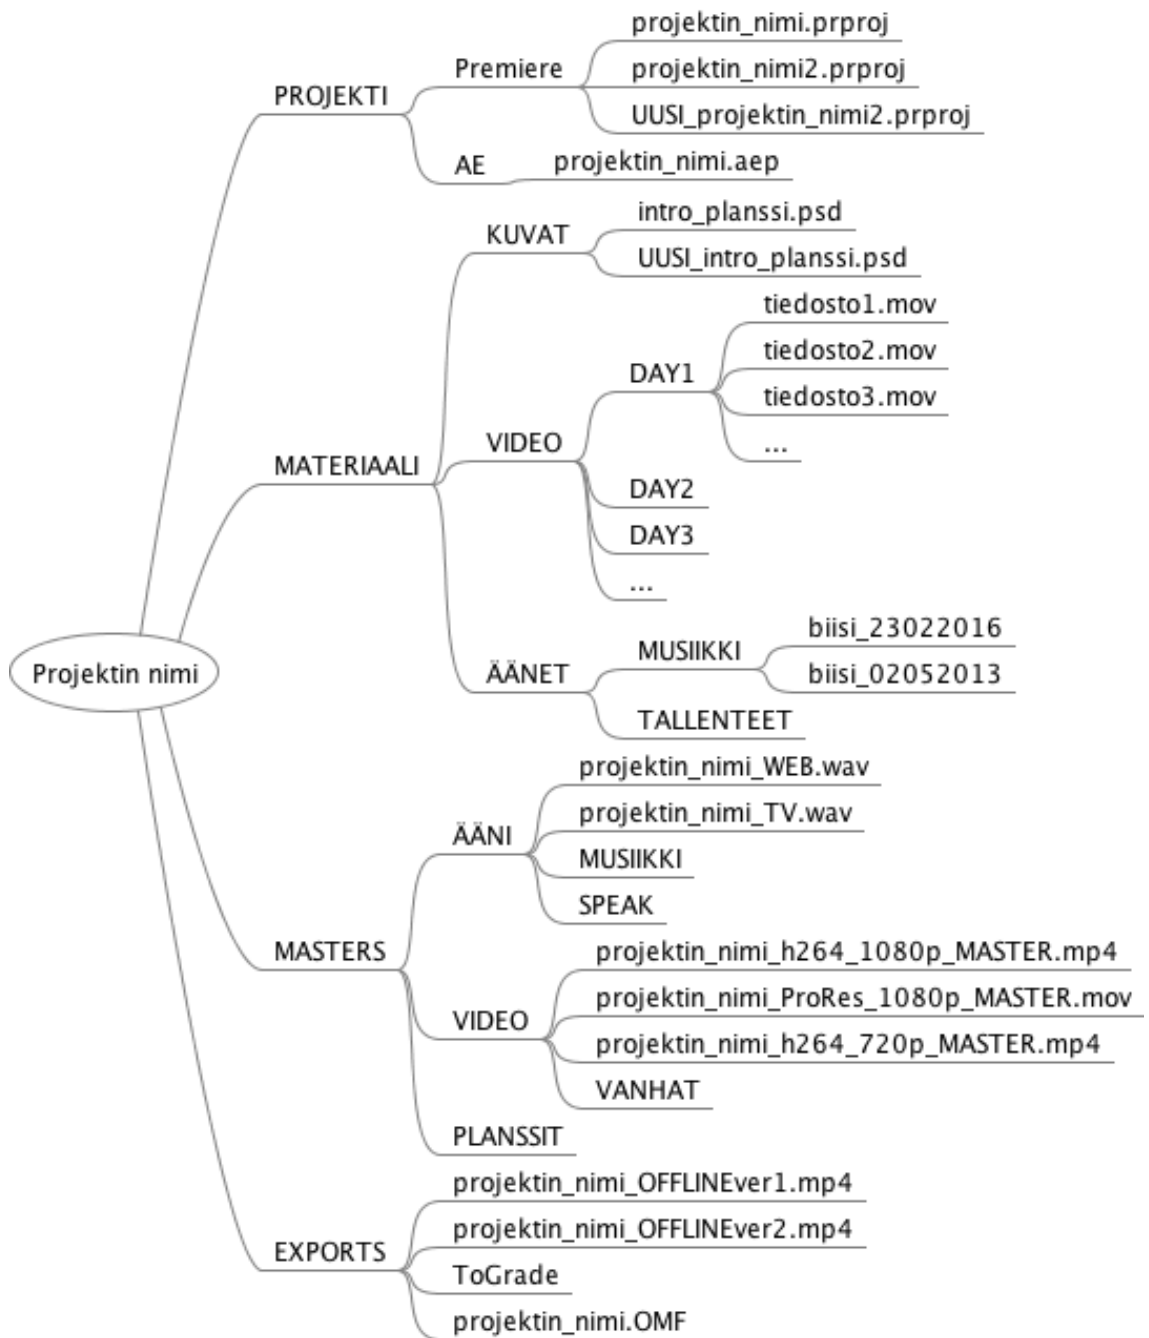 projektin_nimi.prproj
Premiere
projektin_nimi2.prproj
PROJEKTI
UUSI_projektin_nimi2.prproj
AE
projektin_nimi.aep
intro_planssi.psd
KUVAT
UUSI_intro_planssi.psd
tiedosto1.mov
tiedosto2.mov
DAY1
tiedosto3.mov
VIDEO
...
MATERIAALI
DAY2
DAY3
...
biisi_23022016
MUSIIKKI
Projektin nimi
ÄÄNET
biisi_02052013
TALLENTEET
projektin_nimi_WEB.wav
projektin_nimi_TV.wav
ÄÄNI
MUSIIKKI
SPEAK
MASTERS
projektin_nimi_h264_1080p_MASTER.mp4
projektin_nimi_ProRes_1080p_MASTER.mov
VIDEO
projektin_nimi_h264_720p_MASTER.mp4
VANHAT
PLANSSIT
projektin_nimi_OFFLINEver1.mp4
projektin_nimi_OFFLINEver2.mp4
EXPORTS
ToGrade
projektin_nimi.OMF